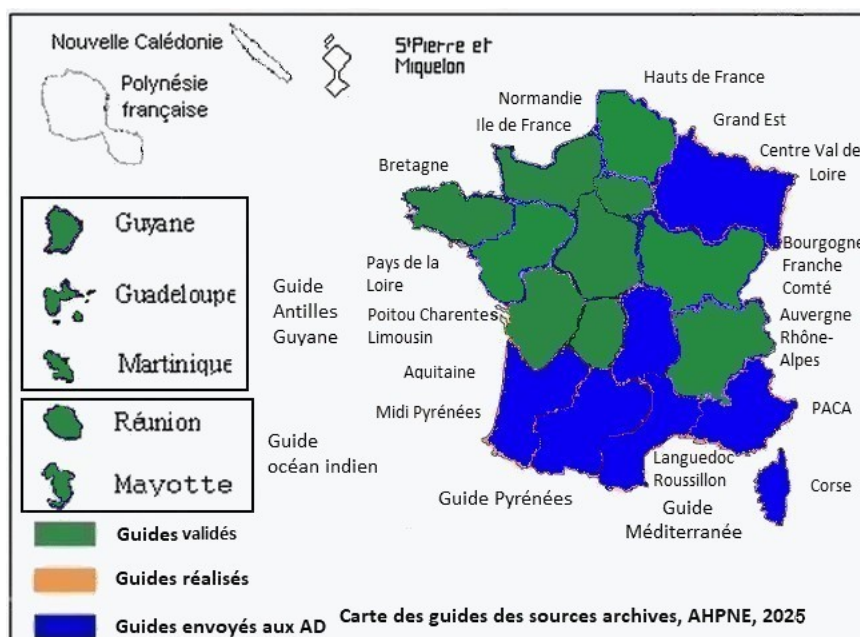 Nouvelle Calédonie
St Pierre et
Miquelon
Polynésie
française
Hauts de France
Normandie
Ile de France
Grand Est
Centre Val de
Loire
Bretagne
Guyane
Guadeloupe
Martinique
Guide
Antilles
Guyane
Pays de la
Loire
Poitou Charentes
Limousin
Bourgogne
Franche
Comté
Auvergne
Rhône-
Alpes
Aquitaine
Midi Pyrénées
PACA
Réunion
Mayotte
Guide
océan indien
Languedoc
Roussillon
Corse
Guide Pyrénées
Guide
Méditerranée
Guides validés
Guides réalisés
Guides envoyés aux AD
Carte des guides des sources archives, AHPNE, 2025